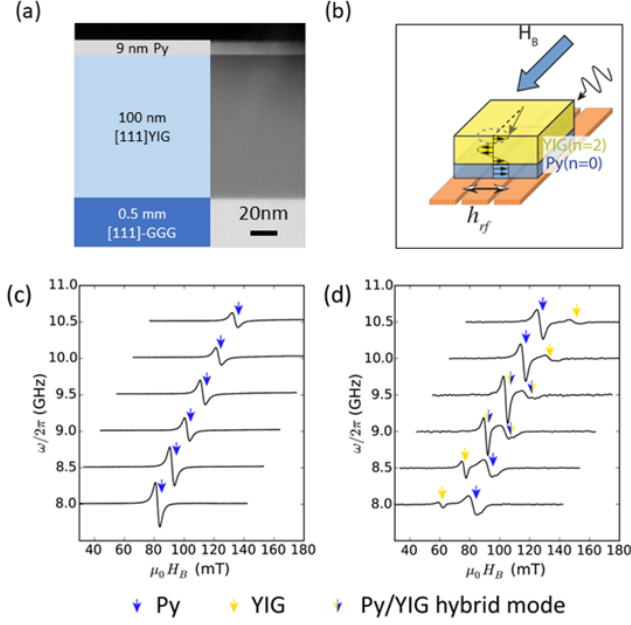 (a)
9 nm Py
100 nm
[111]YIG
0.5 mm
[111]-GGG
20nm
(b)
H_B
YIG(n=2)
Py(n=0)
h_rf
(c)
11.0
10.5
10.0
9.5
9.0
8.5
8.0
ω/2π (GHz)
40 60 80 100 120 140 160 180
μ₀H_B (mT)
(d)
11.0
10.5
10.0
9.5
9.0
8.5
8.0
ω/2π (GHz)
40 60 80 100 120 140 160 180
μ₀H_B (mT)
Py YIG Py/YIG hybrid mode